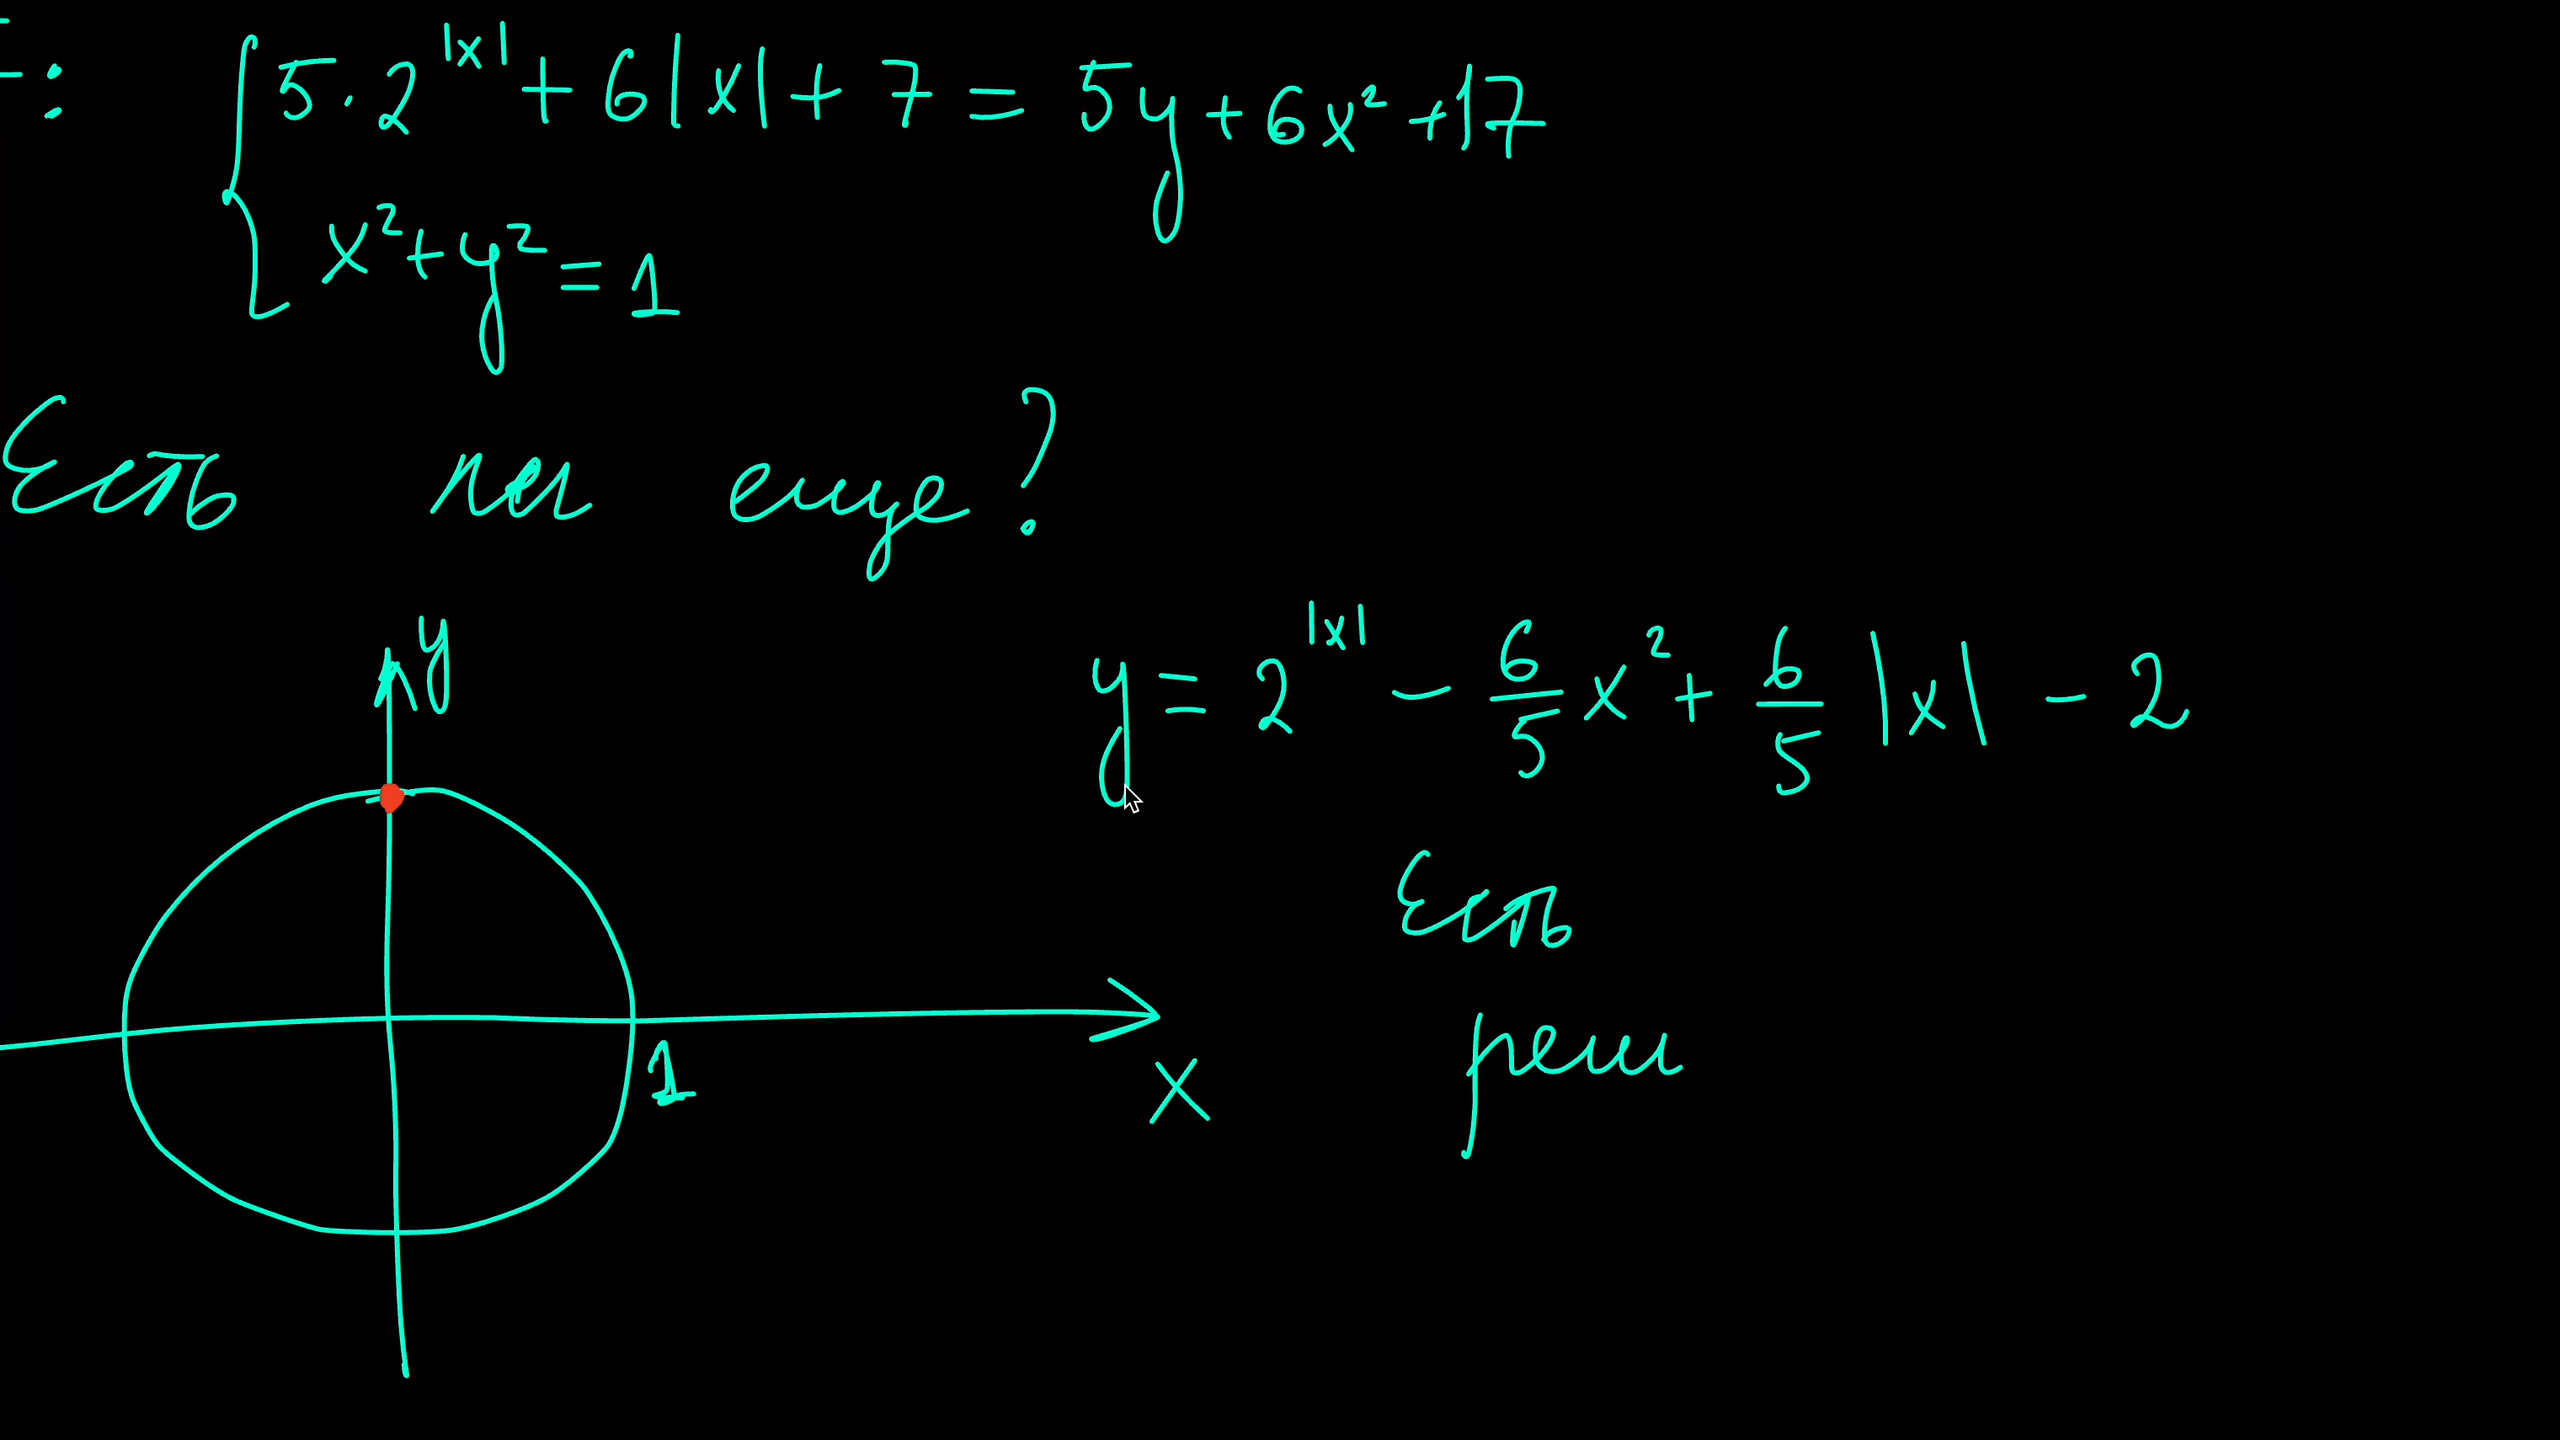 5·2^|x| + 6|x| + 7 = 5y + 6x² + 17
x² + y² = 1
Есть ли еще?
y
y = 2^|x| − 6/5 x² + 6/5 |x| − 2
Есть
реш
1
x